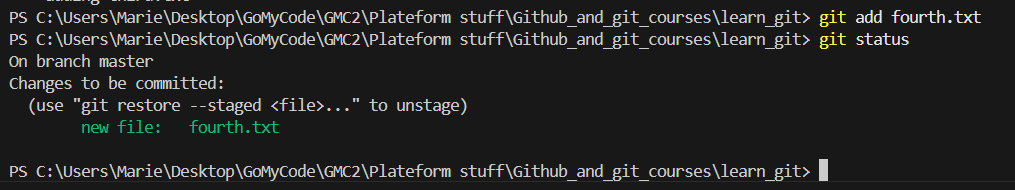 PS C:\Users\Marie\Desktop\GoMyCode\GMC2\Plateform stuff\Github_and_git_courses\learn_git> git add fourth.txt
PS C:\Users\Marie\Desktop\GoMyCode\GMC2\Plateform stuff\Github_and_git_courses\learn_git> git status
On branch master
Changes to be committed:
  (use "git restore --staged <file>..." to unstage)
        new file:   fourth.txt

PS C:\Users\Marie\Desktop\GoMyCode\GMC2\Plateform stuff\Github_and_git_courses\learn_git>